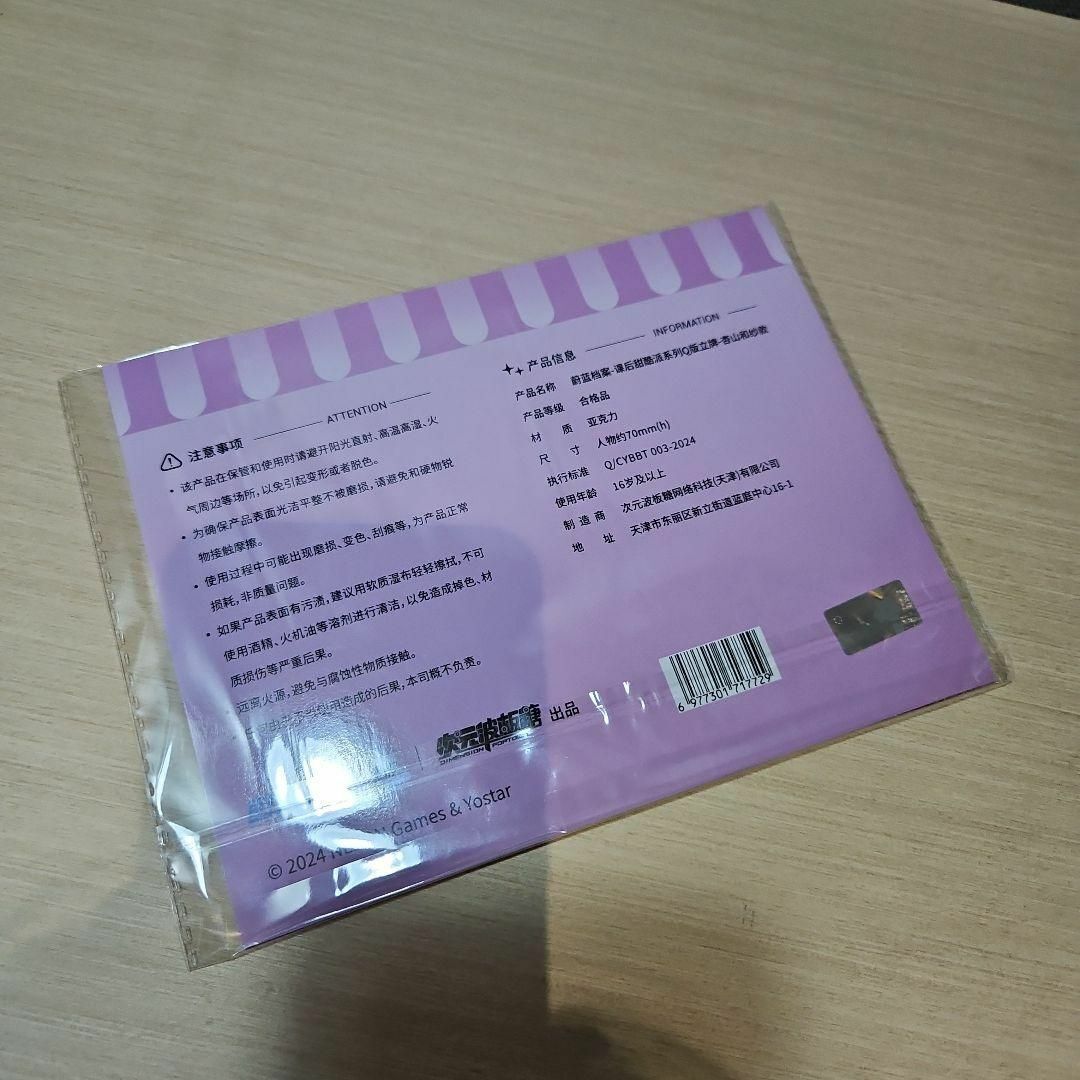 ATTENTION
注意事项
• 该产品在保管和使用时请避开阳光直射、高温高湿、火
气周边等场所，以免引起变形或者脱色。
• 为确保产品表面光洁平整不被磨损，请避免和硬物锐
物接触摩擦。
• 使用过程中可能出现磨损、变色、刮痕等，为产品正常
损耗，非质量问题。
• 如果产品表面有污渍，建议用软质湿布轻轻擦拭，不可
使用酒精、火机油等溶剂进行清洁，以免造成掉色、材
质损伤等严重后果。
远离火源，避免与腐蚀性物质接触。
用造成的后果，本司概不负责。
次元波板糖 出品
© 2024 Games & Yostar
INFORMATION
产品信息
产品名称 蔚蓝档案-课后甜酷派系列Q版立牌-杏山和纱款
产品等级 合格品
材 质 亚克力
尺 寸 人物约70mm(h)
执行标准 Q/CYBBT 003-2024
使用年龄 16岁及以上
制 造 商 次元波板糖网络科技(天津)有限公司
地 址 天津市东丽区新立街道蓝庭中心16-1
6 977301 717729